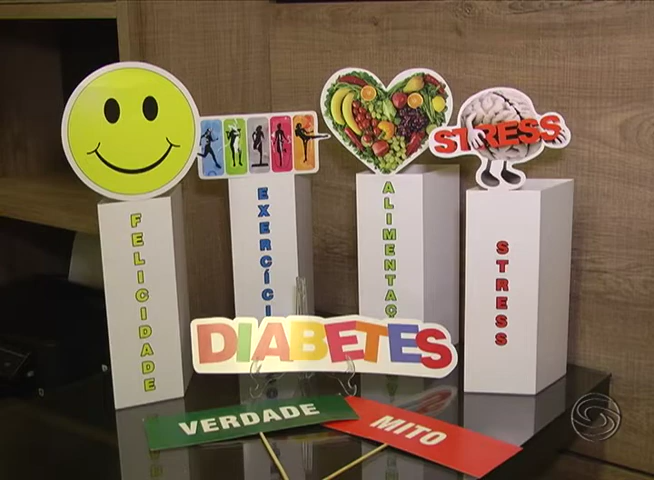 STRESS
FELICIDADE
EXERCÍCI
ALIMENTAÇ
STRESS
DIABETES
VERDADE
MITO